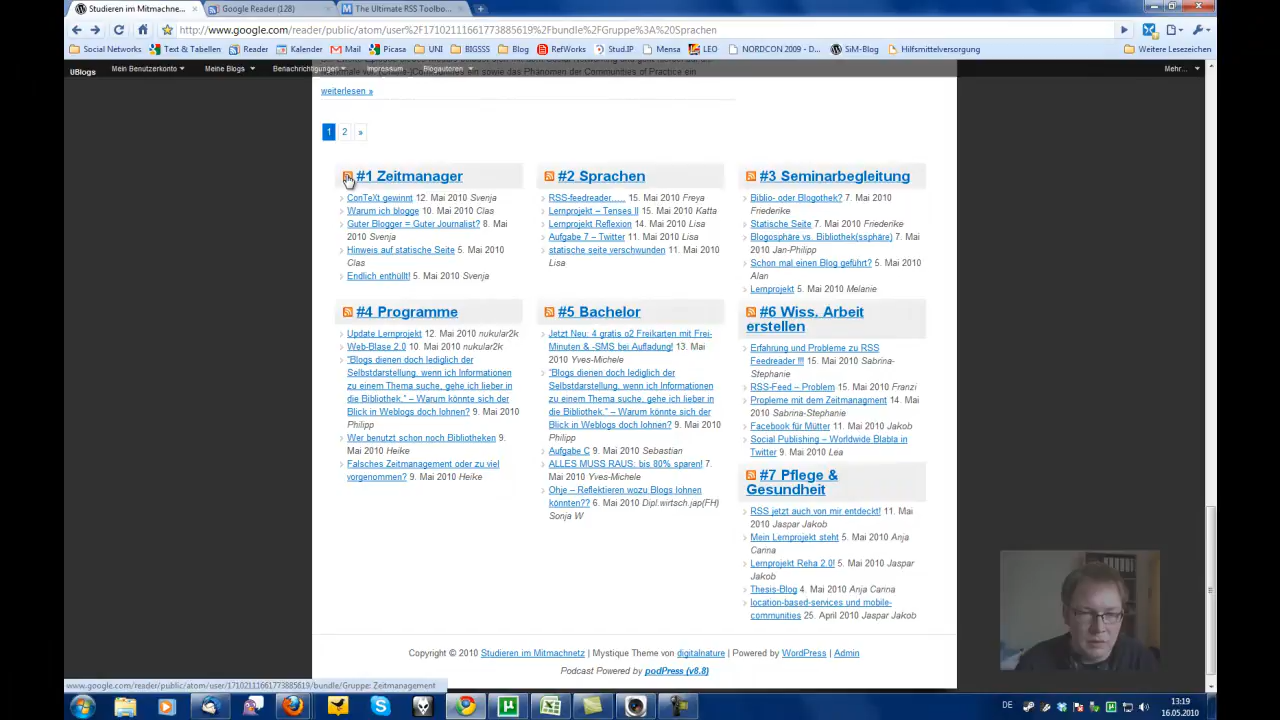 Studieren im Mitmachne...
Google Reader (128)
The Ultimate RSS Toolbo...
http://www.google.com/reader/public/atom/user%2F17102111661773885619%2Fbundle%2FGruppe%3A%20Sprachen
Social Networks
Text & Tabellen
Reader
Kalender
Mail
Picasa
UNI
BIGSSS
Blog
RefWorks
Stud.IP
Mensa
LEO
NORDCON 2009 - D...
SiM-Blog
Hilfsmittelversorgung
Weitere Lesezeichen
UBlogs
Mein Benutzerkonto
Meine Blogs
Benachrichtigungen
Impressum
Blogautoren
Mehr...
weiterlesen »
1 2 »
#1 Zeitmanager
ConTeXt gewinnt 12. Mai 2010 Svenja
Warum ich blogge 10. Mai 2010 Clas
Guter Blogger = Guter Journalist? 8. Mai
2010 Svenja
Hinweis auf statische Seite 5. Mai 2010
Clas
Endlich enthüllt! 5. Mai 2010 Svenja
#2 Sprachen
RSS-feedreader..... 15. Mai 2010 Freya
Lernprojekt – Tenses II 15. Mai 2010 Katta
Lernprojekt Reflexion 14. Mai 2010 Lisa
Aufgabe 7 – Twitter 11. Mai 2010 Lisa
statische seite verschwunden 11. Mai 2010
Lisa
#3 Seminarbegleitung
Biblio- oder Blogothek? 7. Mai 2010
Friederike
Statische Seite 7. Mai 2010 Friederike
Blogosphäre vs. Bibliothek(ssphäre) 7. Mai
2010 Jan-Philipp
Schon mal einen Blog geführt? 5. Mai 2010
Alan
Lernprojekt 5. Mai 2010 Melanie
#4 Programme
Update Lernprojekt 12. Mai 2010 nukular2k
Web-Blase 2.0 10. Mai 2010 nukular2k
“Blogs dienen doch lediglich der
Selbstdarstellung, wenn ich Informationen
zu einem Thema suche, gehe ich lieber in
die Bibliothek.” – Warum könnte sich der
Blick in Weblogs doch lohnen? 9. Mai 2010
Philipp
Wer benutzt schon noch Bibliotheken 9.
Mai 2010 Heike
Falsches Zeitmanagement oder zu viel
vorgenommen? 9. Mai 2010 Heike
#5 Bachelor
Jetzt Neu: 4 gratis o2 Freikarten mit Frei-
Minuten & -SMS bei Aufladung! 13. Mai
2010 Yves-Michele
“Blogs dienen doch lediglich der
Selbstdarstellung, wenn ich Informationen
zu einem Thema suche, gehe ich lieber in
die Bibliothek.” – Warum könnte sich der
Blick in Weblogs doch lohnen? 9. Mai 2010
Philipp
Aufgabe C 9. Mai 2010 Sebastian
ALLES MUSS RAUS: bis 80% sparen! 7.
Mai 2010 Yves-Michele
Ohje – Reflektieren wozu Blogs lohnen
könnten?? 6. Mai 2010 Dipl.wirtsch.jap(FH)
Sonja W
#6 Wiss. Arbeit
erstellen
Erfahrung und Probleme zu RSS
Feedreader !!! 15. Mai 2010 Sabrina-
Stephanie
RSS-Feed – Problem 15. Mai 2010 Franzi
Propleme mit dem Zeitmanagment 14. Mai
2010 Sabrina-Stephanie
Facebook für Mütter 11. Mai 2010 Jakob
Social Publishing – Worldwide Blabla in
Twitter 9. Mai 2010 Lea
#7 Pflege &
Gesundheit
RSS jetzt auch von mir entdeckt! 11. Mai
2010 Jaspar Jakob
Mein Lernprojekt steht 5. Mai 2010 Anja
Canna
Lernprojekt Reha 2.0! 5. Mai 2010 Jaspar
Jakob
Thesis-Blog 4. Mai 2010 Anja Canna
location-based-services und mobile-
communities 25. April 2010 Jaspar Jakob
Copyright © 2010 Studieren im Mitmachnetz | Mystique Theme von digitalnature | Powered by WordPress | Admin
Podcast Powered by podPress (v8.8)
www.google.com/reader/public/atom/user/17102111661773885619/bundle/Gruppe: Zeitmanagement
DE
13:19
16.05.2010